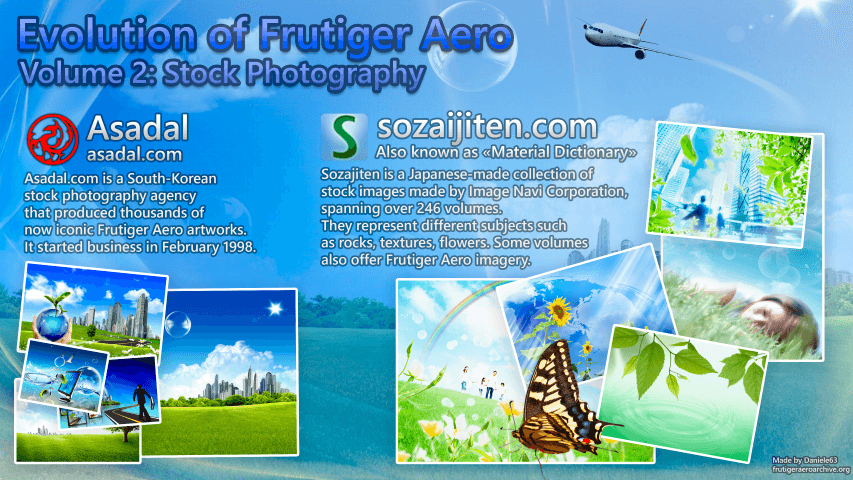 Evolution of Frutiger Aero
Volume 2: Stock Photography
Asadal
asadal.com
Asadal.com is a South-Korean
stock photography agency
that produced thousands of
now iconic Frutiger Aero artworks.
It started business in February 1998.
S
sozaijiten.com
Also known as «Material Dictionary»
Sozajiten is a Japanese-made collection of
stock images made by Image Navi Corporation,
spanning over 246 volumes.
They represent different subjects such
as rocks, textures, flowers. Some volumes
also offer Frutiger Aero imagery.
Made by Daniele63
frutigeraeroarchive.org